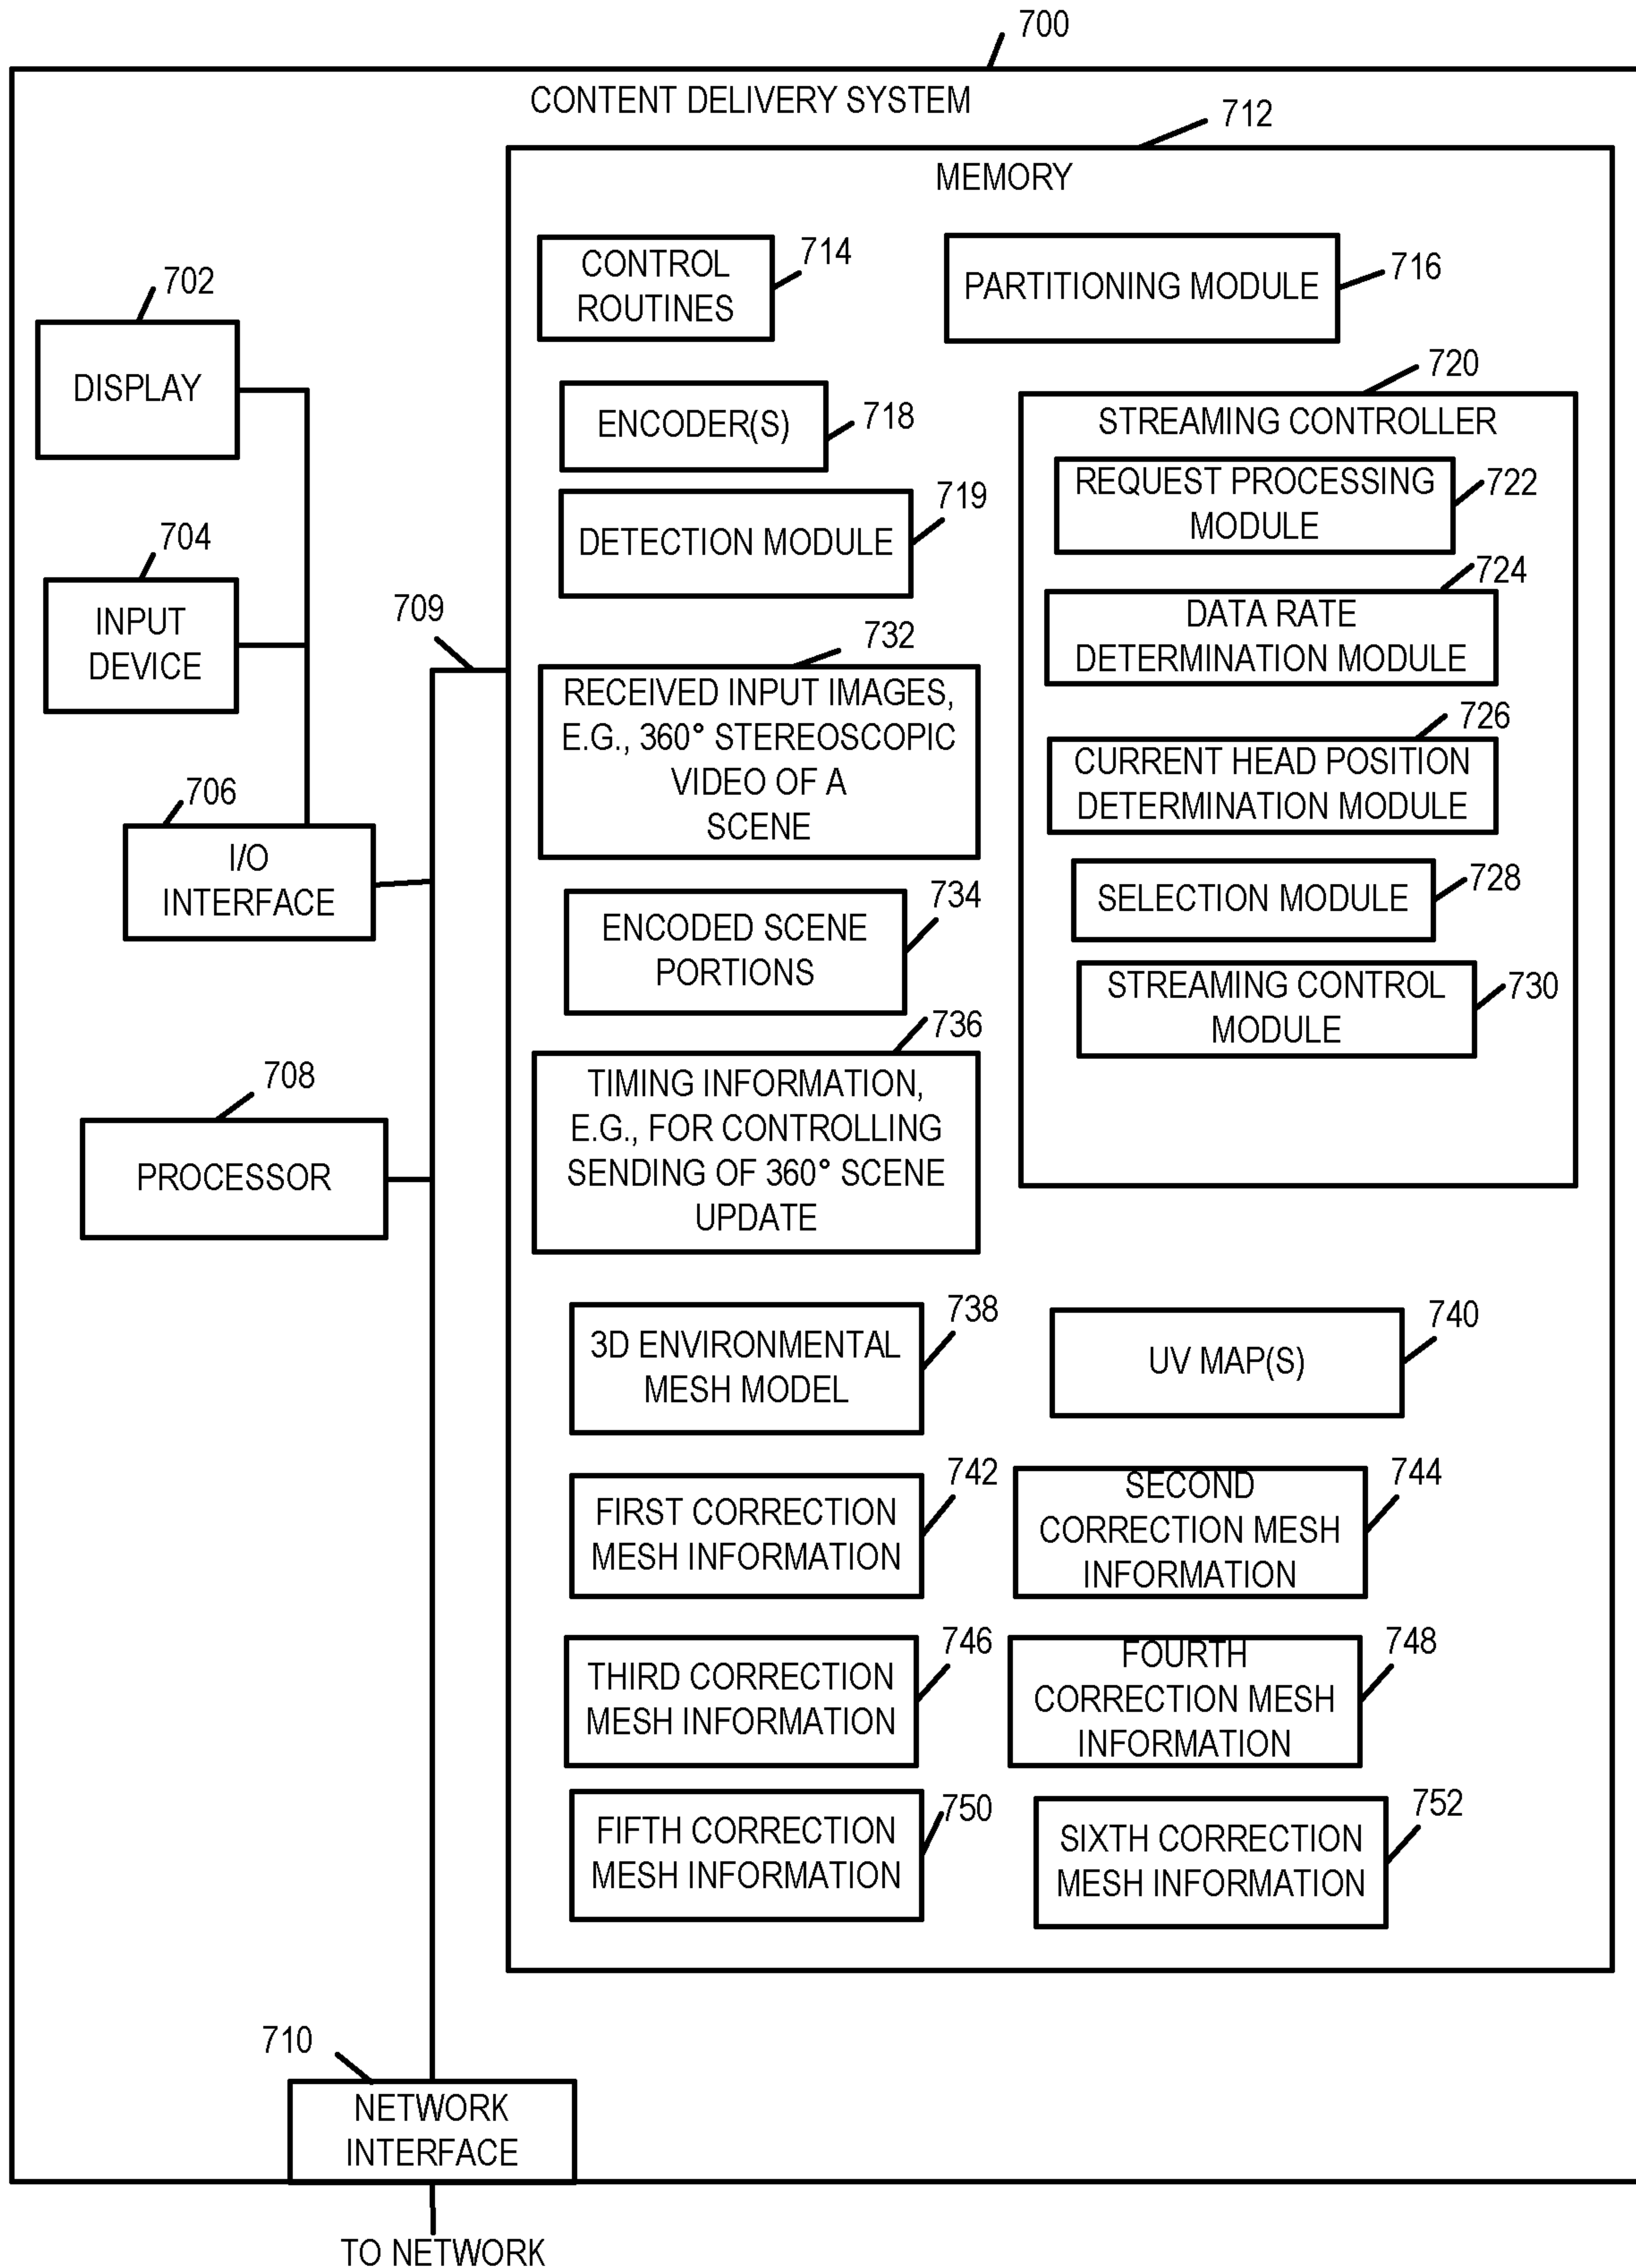 700
CONTENT DELIVERY SYSTEM
712
MEMORY
CONTROL
ROUTINES
714
PARTITIONING MODULE
716
702
DISPLAY
ENCODER(S)
718
720
STREAMING CONTROLLER
REQUEST PROCESSING
MODULE
722
DETECTION MODULE
719
704
INPUT
DEVICE
724
DATA RATE
DETERMINATION MODULE
709
732
RECEIVED INPUT IMAGES,
E.G., 360° STEREOSCOPIC
VIDEO OF A
SCENE
726
CURRENT HEAD POSITION
DETERMINATION MODULE
706
I/O
INTERFACE
734
ENCODED SCENE
PORTIONS
SELECTION MODULE
728
STREAMING CONTROL
MODULE
730
736
TIMING INFORMATION,
E.G., FOR CONTROLLING
SENDING OF 360° SCENE
UPDATE
708
PROCESSOR
738
3D ENVIRONMENTAL
MESH MODEL
740
UV MAP(S)
742
FIRST CORRECTION
MESH INFORMATION
744
SECOND
CORRECTION MESH
INFORMATION
746
THIRD CORRECTION
MESH INFORMATION
748
FOURTH
CORRECTION MESH
INFORMATION
750
FIFTH CORRECTION
MESH INFORMATION
752
SIXTH CORRECTION
MESH INFORMATION
710
NETWORK
INTERFACE
TO NETWORK